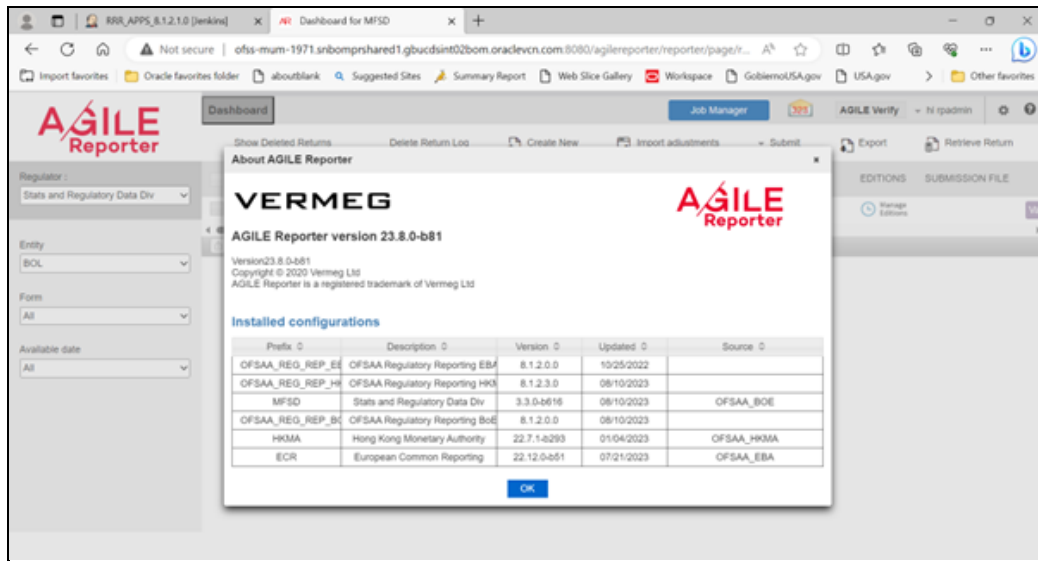 RRR_APPS_8.1.2.1.0 [Jenkins]
Dashboard for MFSD
Not secure
ofss-mum-1971.snbomprshared1.gbucdsint02bom.oraclevcn.com:8080/agilereporter/reporter/page/r...
Import favorites
Oracle favorites folder
aboutblank
Suggested Sites
Summary Report
Web Slice Gallery
Workspace
GobiernoUSA.gov
USA.gov
Other favorites
AGILE
Reporter
Dashboard
Job Manager
AGILE Verify
hi rpadmin
Show Deleted Returns
Delete Return Log
Create New
Import adjustments
Submit
Export
Retrieve Return
Regulator :
Stats and Regulatory Data Div
Entity
BOL
Form
All
Available date
All
EDITIONS
SUBMISSION FILE
Manage
Editions
About AGILE Reporter
VERMEG
AGILE
Reporter
AGILE Reporter version 23.8.0-b81
Version23.8.0-b81
Copyright © 2020 Vermeg Ltd
AGILE Reporter is a registered trademark of Vermeg Ltd
Installed configurations
Prefix Description Version Updated Source
OFSAA_REG_REP_EE OFSAA Regulatory Reporting EBA 8.1.2.0.0 10/25/2022
OFSAA_REG_REP_HK OFSAA Regulatory Reporting HKM 8.1.2.3.0 08/10/2023
MFSD Stats and Regulatory Data Div 3.3.0-b616 08/10/2023 OFSAA_BOE
OFSAA_REG_REP_BO OFSAA Regulatory Reporting BoE 8.1.2.0.0 08/10/2023
HKMA Hong Kong Monetary Authority 22.7.1-b293 01/04/2023 OFSAA_HKMA
ECR European Common Reporting 22.12.0-b51 07/21/2023 OFSAA_EBA
OK